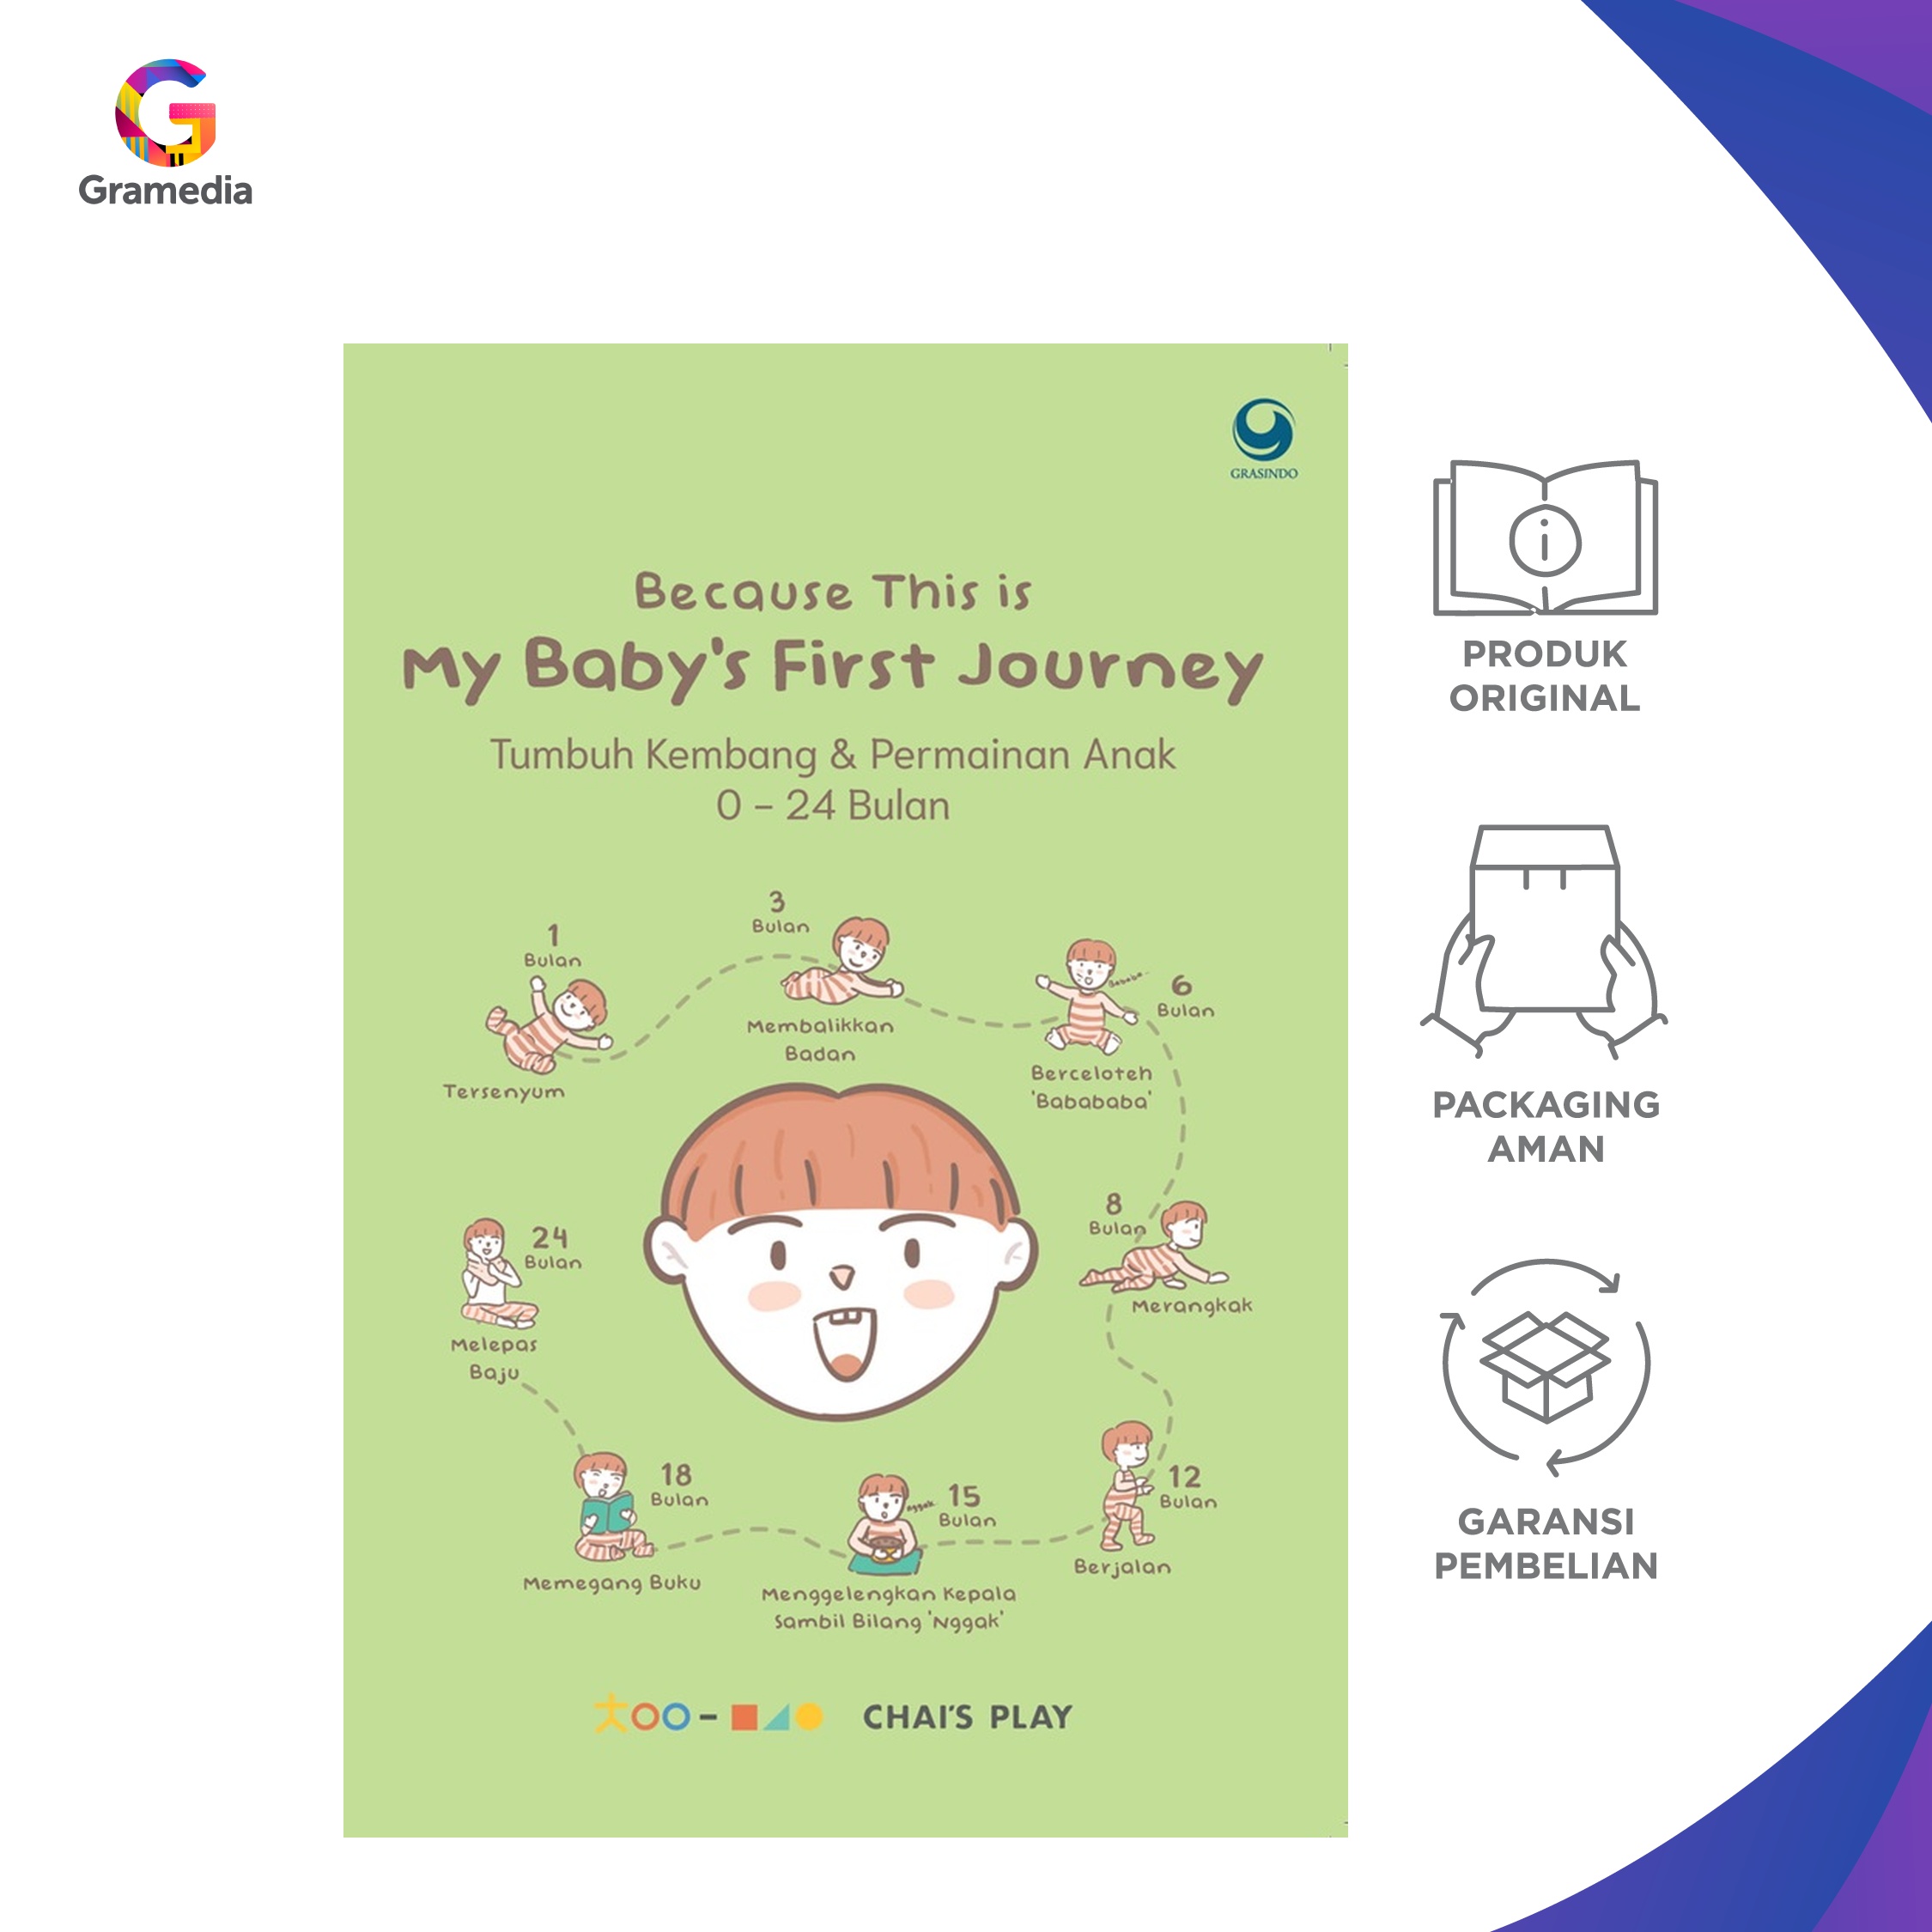 Gramedia
GRASINDO
Because This is
My Baby's First Journey
Tumbuh Kembang & Permainan Anak
0 – 24 Bulan
1
Bulan
Tersenyum
3
Bulan
Membalikkan
Badan
Bababa..
6
Bulan
Berceloteh
'Babababa'
8
Bulan
Merangkak
12
Bulan
Berjalan
nggak.
15
Bulan
Menggelengkan Kepala
Sambil Bilang 'Nggak'
18
Bulan
Memegang Buku
24
Bulan
Melepas
Baju
CHAI'S PLAY
PRODUK
ORIGINAL
PACKAGING
AMAN
GARANSI
PEMBELIAN